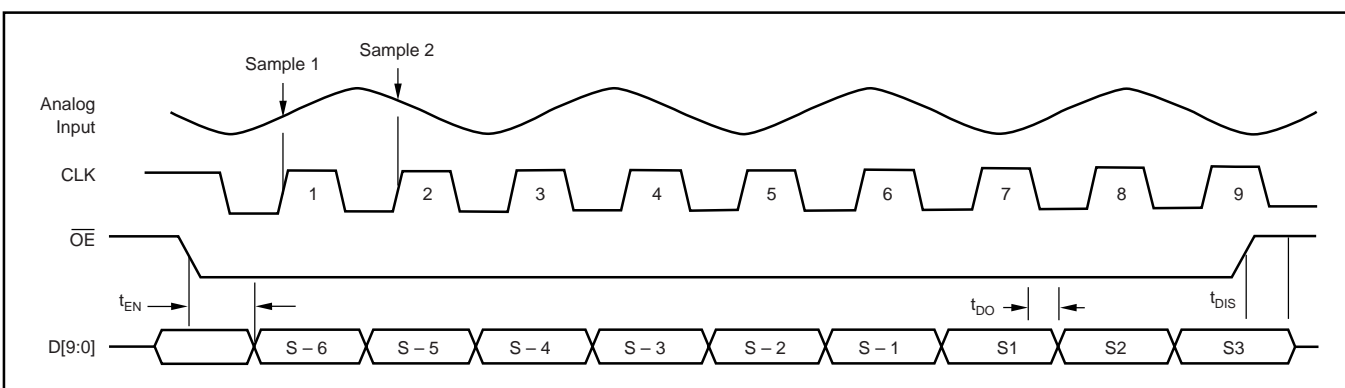 Sample 1
Sample 2
Analog
Input
CLK
1 2 3 4 5 6 7 8 9
OE
tEN
tDO
tDIS
D[9:0]
S – 6 S – 5 S – 4 S – 3 S – 2 S – 1 S1 S2 S3